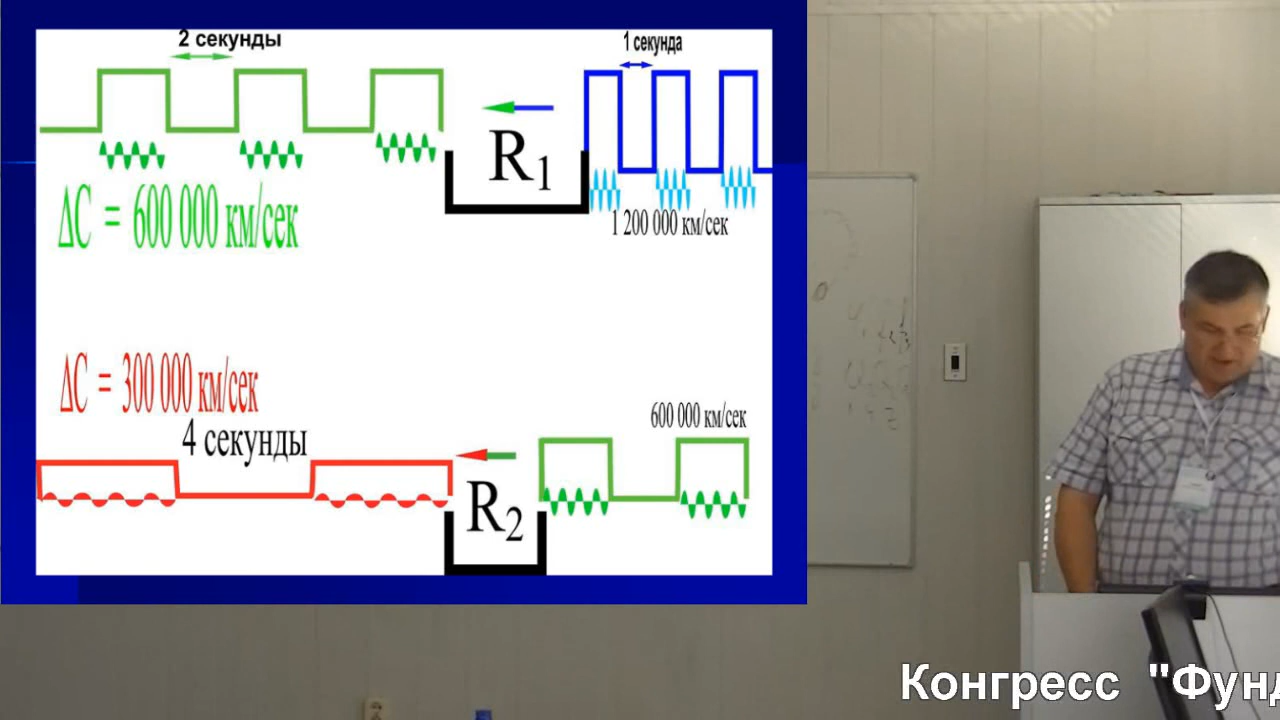 2 секунды
1 секунда
R1
ΔC = 600 000 км/сек
1 200 000 км/сек
ΔC = 300 000 км/сек
4 секунды
600 000 км/сек
R2
Конгресс "Фунд